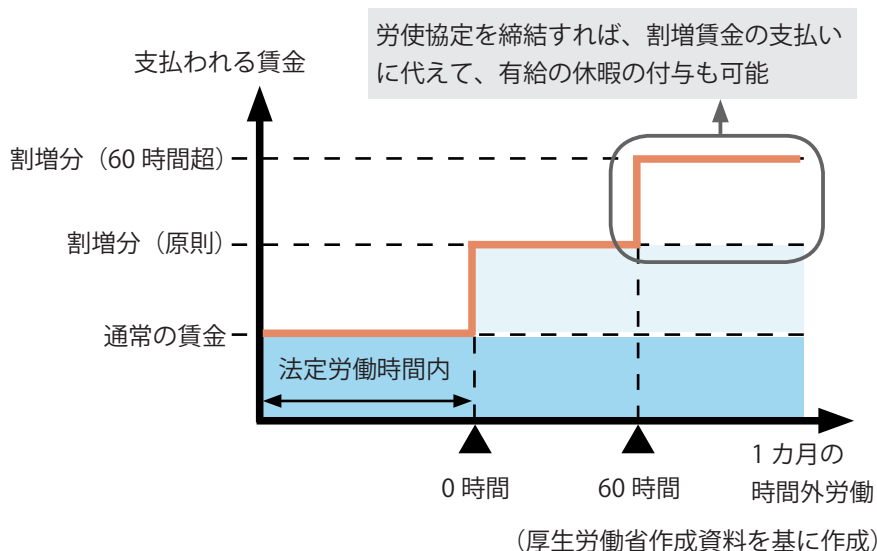 労使協定を締結すれば、割増賃金の支払い
に代えて、有給の休暇の付与も可能
支払われる賃金
割増分（60 時間超）
割増分（原則）
通常の賃金
法定労働時間内
0 時間
60 時間
1 カ月の
時間外労働
（厚生労働省作成資料を基に作成）